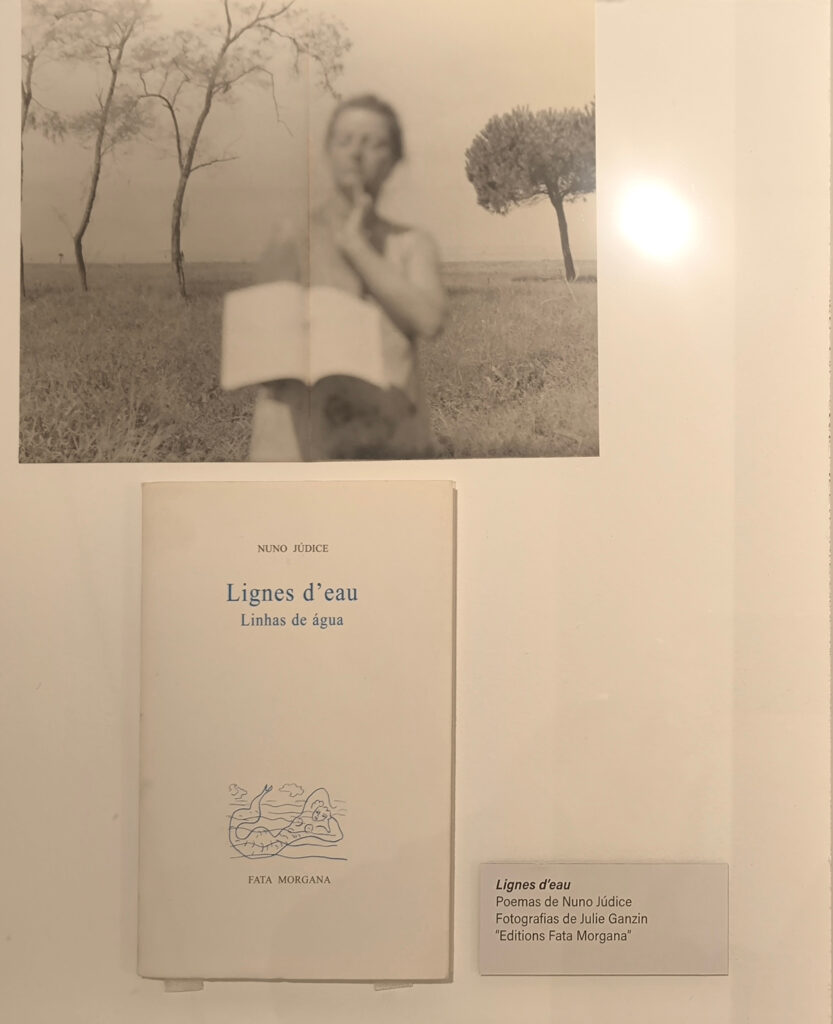 NUNO JÚDICE
Lignes d'eau
Linhas de água
FATA MORGANA
Lignes d'eau
Poemas de Nuno Júdice
Fotografias de Julie Ganzin
"Editions Fata Morgana"